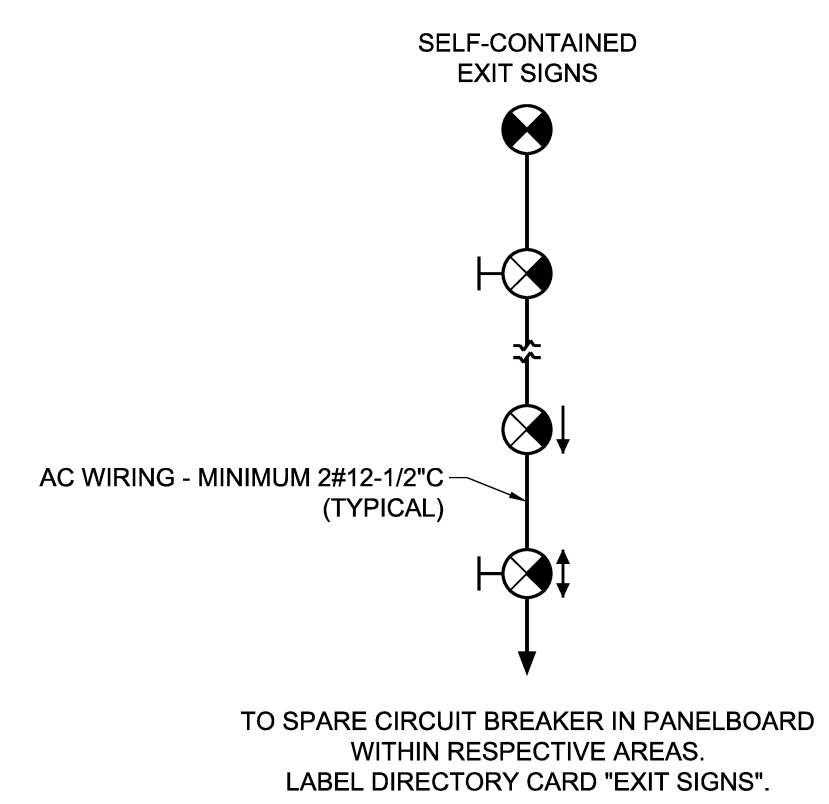 SELF-CONTAINED
EXIT SIGNS
AC WIRING - MINIMUM 2#12-1/2"C
(TYPICAL)
TO SPARE CIRCUIT BREAKER IN PANELBOARD
WITHIN RESPECTIVE AREAS.
LABEL DIRECTORY CARD "EXIT SIGNS".